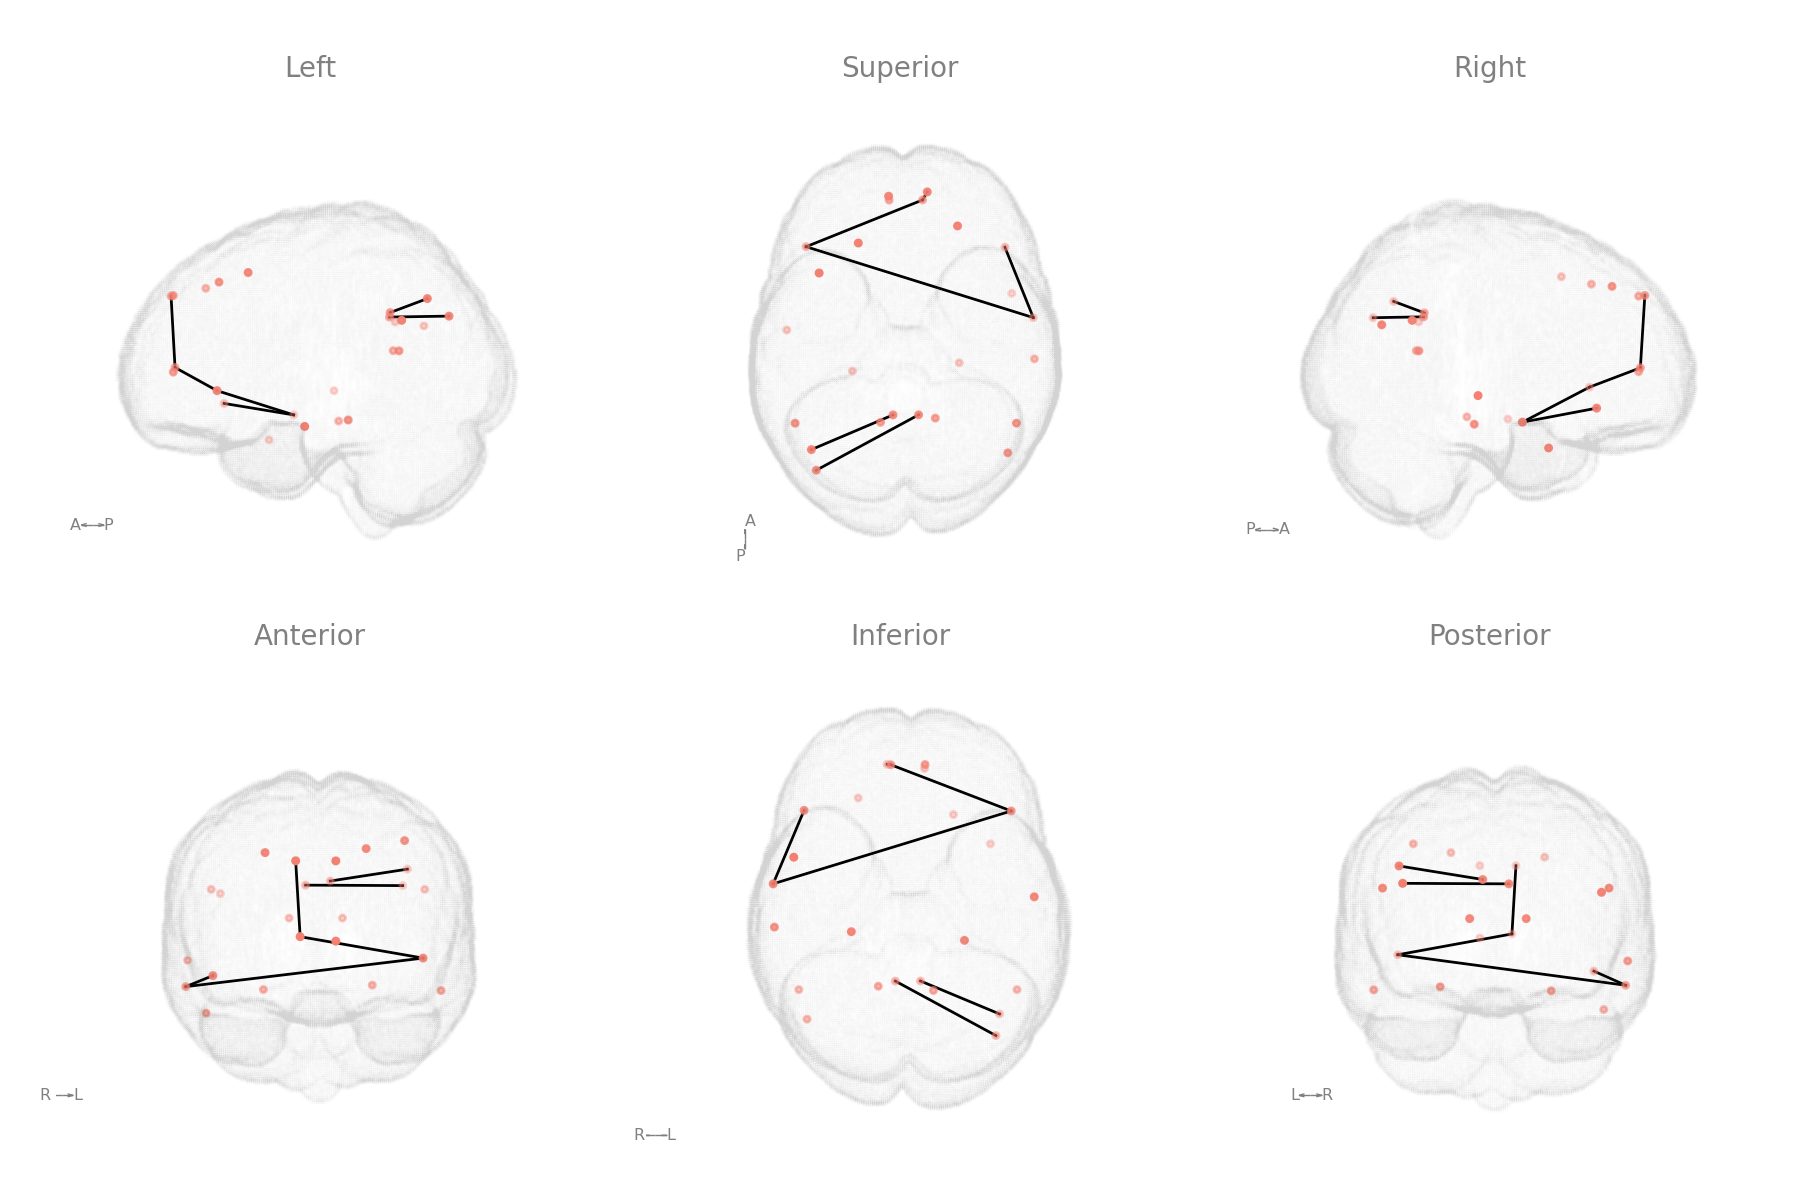 Left
Superior
Right
A
P
A
P
P
A
Anterior
Inferior
Posterior
R
L
R
L
L
R